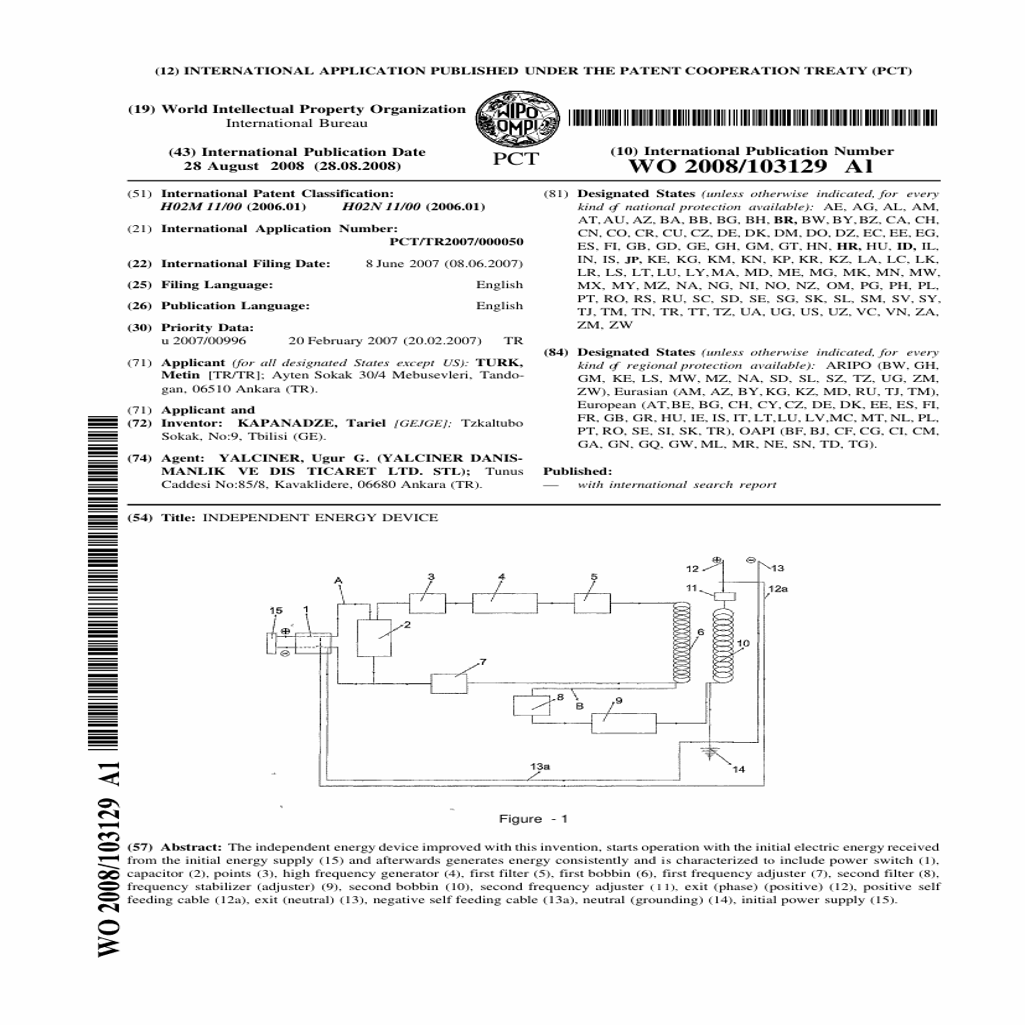 (12) INTERNATIONAL APPLICATION PUBLISHED UNDER THE PATENT COOPERATION TREATY (PCT)
(19) World Intellectual Property Organization
International Bureau
WIPO
OMPI
PCT
(43) International Publication Date
28 August 2008 (28.08.2008)
(10) International Publication Number
WO 2008/103129 A1
(51) International Patent Classification:
H02M 11/00 (2006.01) H02N 11/00 (2006.01)
(21) International Application Number:
PCT/TR2007/000050
(22) International Filing Date: 8 June 2007 (08.06.2007)
(25) Filing Language: English
(26) Publication Language: English
(30) Priority Data:
u 2007/00996 20 February 2007 (20.02.2007) TR
(71) Applicant (for all designated States except US): TURK,
Metin [TR/TR]; Ayten Sokak 30/4 Mebusevleri, Tando-
gan, 06510 Ankara (TR).
(71) Applicant and
(72) Inventor: KAPANADZE, Tariel [GE/GE]; Tzkaltubo
Sokak, No:9, Tbilisi (GE).
(74) Agent: YALCINER, Ugur G. (YALCINER DANIS-
MANLIK VE DIS TICARET LTD. STL); Tunus
Caddesi No:85/8, Kavaklidere, 06680 Ankara (TR).
(81) Designated States (unless otherwise indicated, for every
kind of national protection available): AE, AG, AL, AM,
AT, AU, AZ, BA, BB, BG, BH, BR, BW, BY, BZ, CA, CH,
CN, CO, CR, CU, CZ, DE, DK, DM, DO, DZ, EC, EE, EG,
ES, FI, GB, GD, GE, GH, GM, GT, HN, HR, HU, ID, IL,
IN, IS, JP, KE, KG, KM, KN, KP, KR, KZ, LA, LC, LK,
LR, LS, LT, LU, LY, MA, MD, ME, MG, MK, MN, MW,
MX, MY, MZ, NA, NG, NI, NO, NZ, OM, PG, PH, PL,
PT, RO, RS, RU, SC, SD, SE, SG, SK, SL, SM, SV, SY,
TJ, TM, TN, TR, TT, TZ, UA, UG, US, UZ, VC, VN, ZA,
ZM, ZW
(84) Designated States (unless otherwise indicated, for every
kind of regional protection available): ARIPO (BW, GH,
GM, KE, LS, MW, MZ, NA, SD, SL, SZ, TZ, UG, ZM,
ZW), Eurasian (AM, AZ, BY, KG, KZ, MD, RU, TJ, TM),
European (AT, BE, BG, CH, CY, CZ, DE, DK, EE, ES, FI,
FR, GB, GR, HU, IE, IS, IT, LT, LU, LV, MC, MT, NL, PL,
PT, RO, SE, SI, SK, TR), OAPI (BF, BJ, CF, CG, CI, CM,
GA, GN, GQ, GW, ML, MR, NE, SN, TD, TG).
Published:
— with international search report
(54) Title: INDEPENDENT ENERGY DEVICE
12 13
A 3 4 5 11 12a
15 1
2 6 10
7
8 B 9
13a 14
Figure - 1
WO 2008/103129 A1
(57) Abstract: The independent energy device improved with this invention, starts operation with the initial electric energy received
from the initial energy supply (15) and afterwards generates energy consistently and is characterized to include power switch (1),
capacitor (2), points (3), high frequency generator (4), first filter (5), first bobbin (6), first frequency adjuster (7), second filter (8),
frequency stabilizer (adjuster) (9), second bobbin (10), second frequency adjuster (11), exit (phase) (positive) (12), positive self
feeding cable (12a), exit (neutral) (13), negative self feeding cable (13a), neutral (grounding) (14), initial power supply (15).